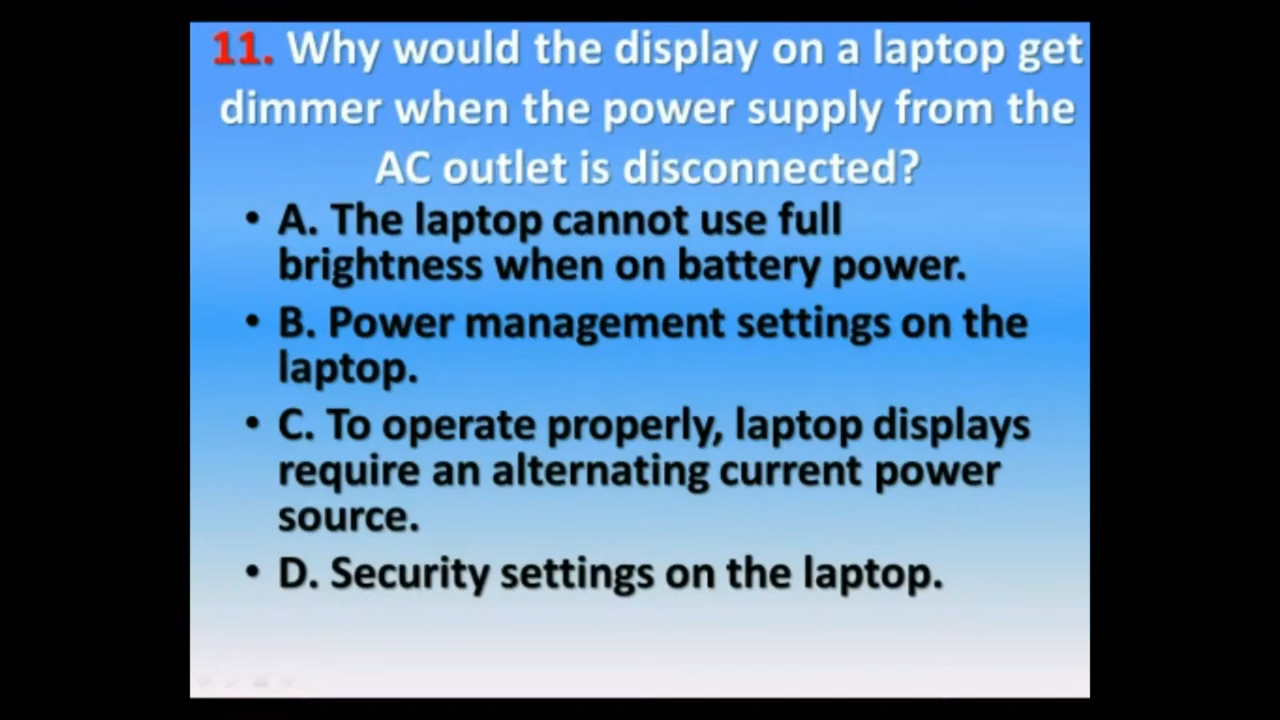 11. Why would the display on a laptop get
dimmer when the power supply from the
AC outlet is disconnected?
• A. The laptop cannot use full
brightness when on battery power.
• B. Power management settings on the
laptop.
• C. To operate properly, laptop displays
require an alternating current power
source.
• D. Security settings on the laptop.